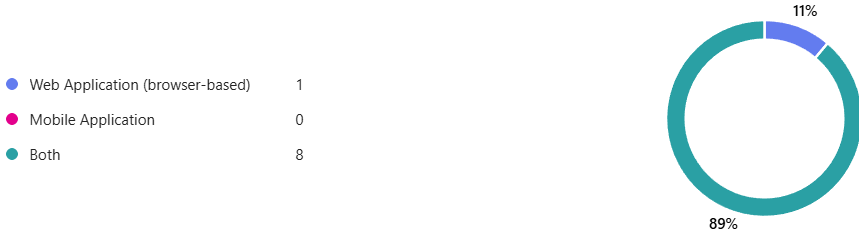 11%
Web Application (browser-based) 1
Mobile Application 0
Both 8
89%